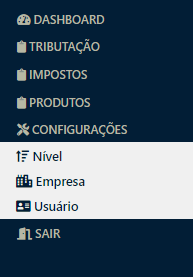 DASHBOARD
TRIBUTAÇÃO
IMPOSTOS
PRODUTOS
CONFIGURAÇÕES
Nível
Empresa
Usuário
SAIR